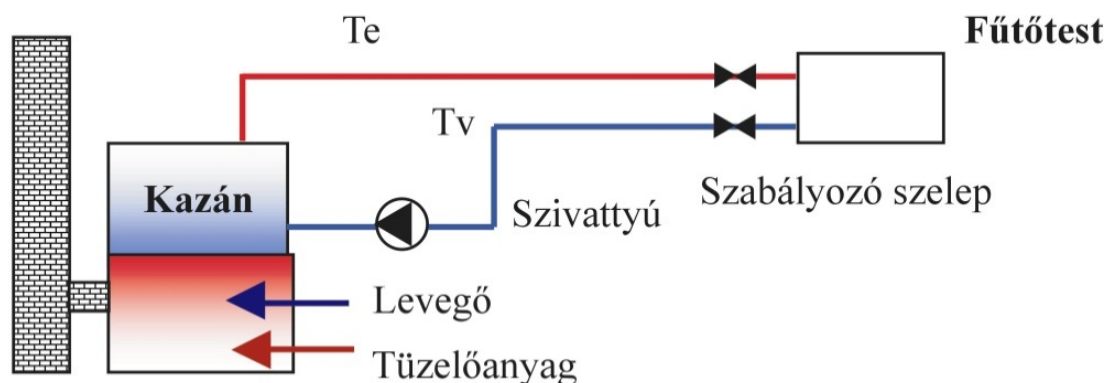 Te
Fűtőtest
Tv
Kazán
Szivattyú
Szabályozó szelep
Levegő
Tüzelőanyag